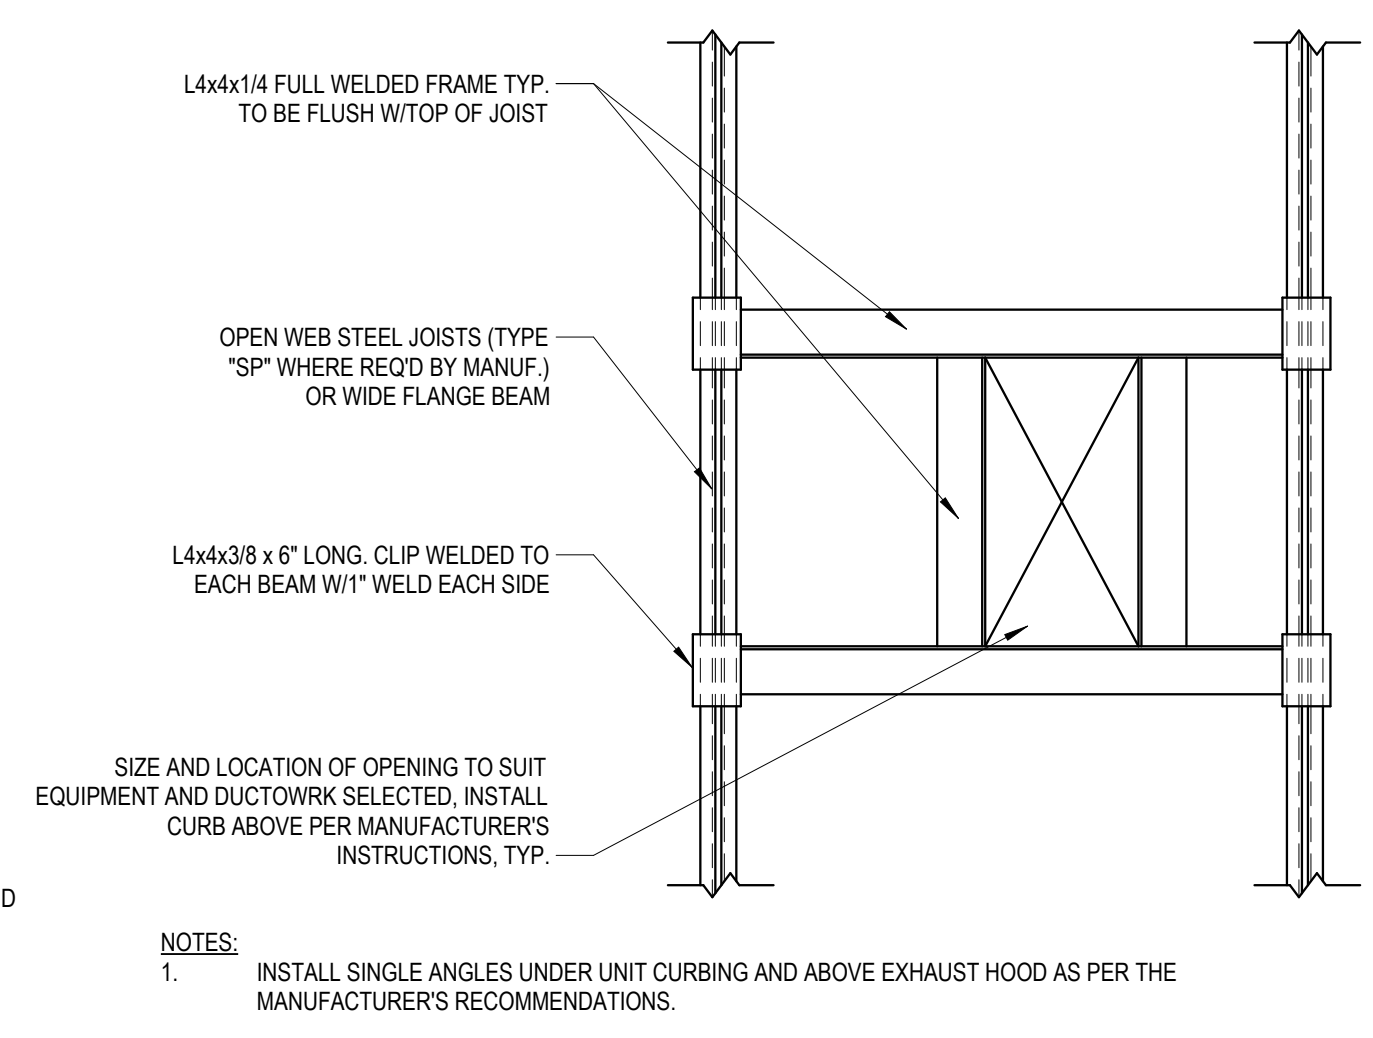 L4x4x1/4 FULL WELDED FRAME TYP.
TO BE FLUSH W/TOP OF JOIST
OPEN WEB STEEL JOISTS (TYPE
"SP" WHERE REQ'D BY MANUF.)
OR WIDE FLANGE BEAM
L4x4x3/8 x 6" LONG. CLIP WELDED TO
EACH BEAM W/1" WELD EACH SIDE
SIZE AND LOCATION OF OPENING TO SUIT
EQUIPMENT AND DUCTOWRK SELECTED, INSTALL
CURB ABOVE PER MANUFACTURER'S
INSTRUCTIONS, TYP.
D
NOTES:
1. INSTALL SINGLE ANGLES UNDER UNIT CURBING AND ABOVE EXHAUST HOOD AS PER THE
MANUFACTURER'S RECOMMENDATIONS.